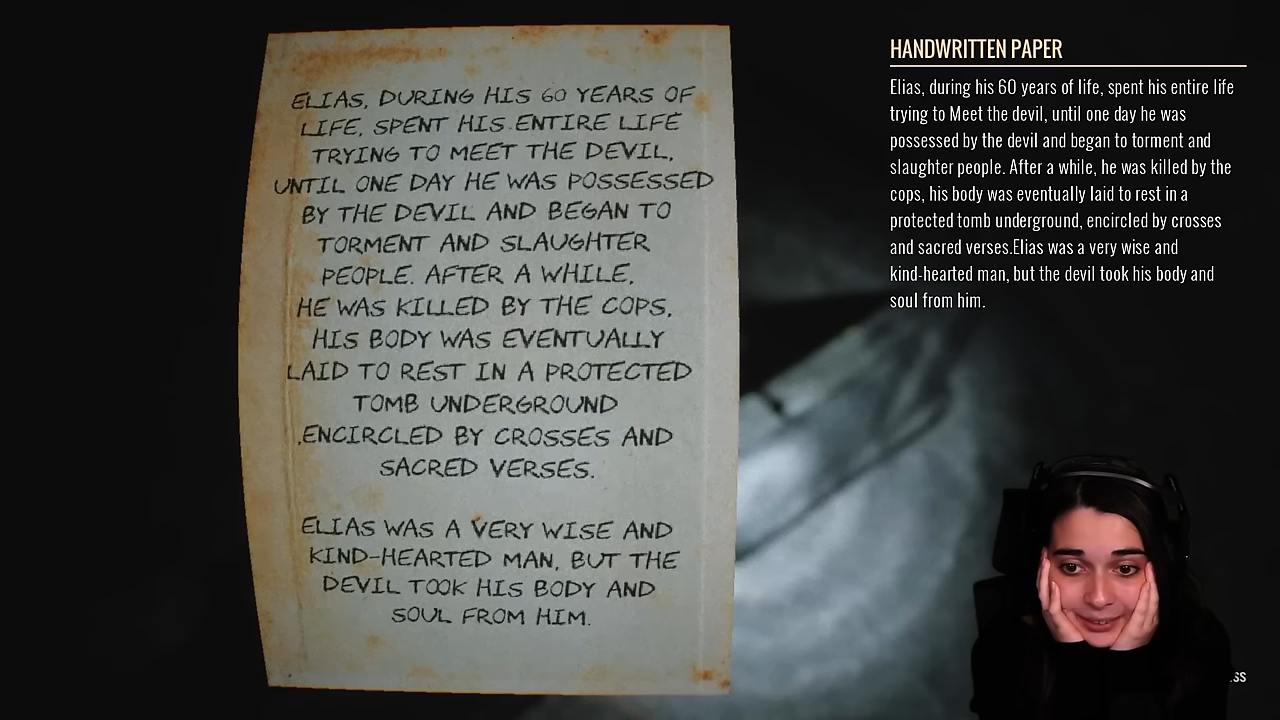 ELIAS, DURING HIS 60 YEARS OF
LIFE, SPENT HIS ENTIRE LIFE
TRYING TO MEET THE DEVIL,
UNTIL ONE DAY HE WAS POSSESSED
BY THE DEVIL AND BEGAN TO
TORMENT AND SLAUGHTER
PEOPLE. AFTER A WHILE,
HE WAS KILLED BY THE COPS,
HIS BODY WAS EVENTUALLY
LAID TO REST IN A PROTECTED
TOMB UNDERGROUND
,ENCIRCLED BY CROSSES AND
SACRED VERSES.
ELIAS WAS A VERY WISE AND
KIND-HEARTED MAN, BUT THE
DEVIL TOOK HIS BODY AND
SOUL FROM HIM.
HANDWRITTEN PAPER
Elias, during his 60 years of life, spent his entire life
trying to Meet the devil, until one day he was
possessed by the devil and began to torment and
slaughter people. After a while, he was killed by the
cops, his body was eventually laid to rest in a
protected tomb underground, encircled by crosses
and sacred verses.Elias was a very wise and
kind-hearted man, but the devil took his body and
soul from him.